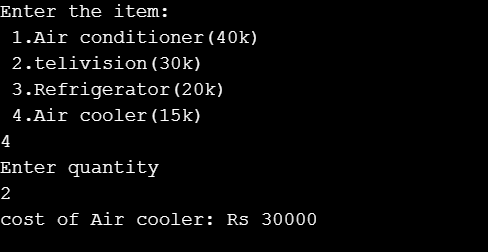 Enter the item:
1.Air conditioner(40k)
2.telivision(30k)
3.Refrigerator(20k)
4.Air cooler(15k)
4
Enter quantity
2
cost of Air cooler: Rs 30000